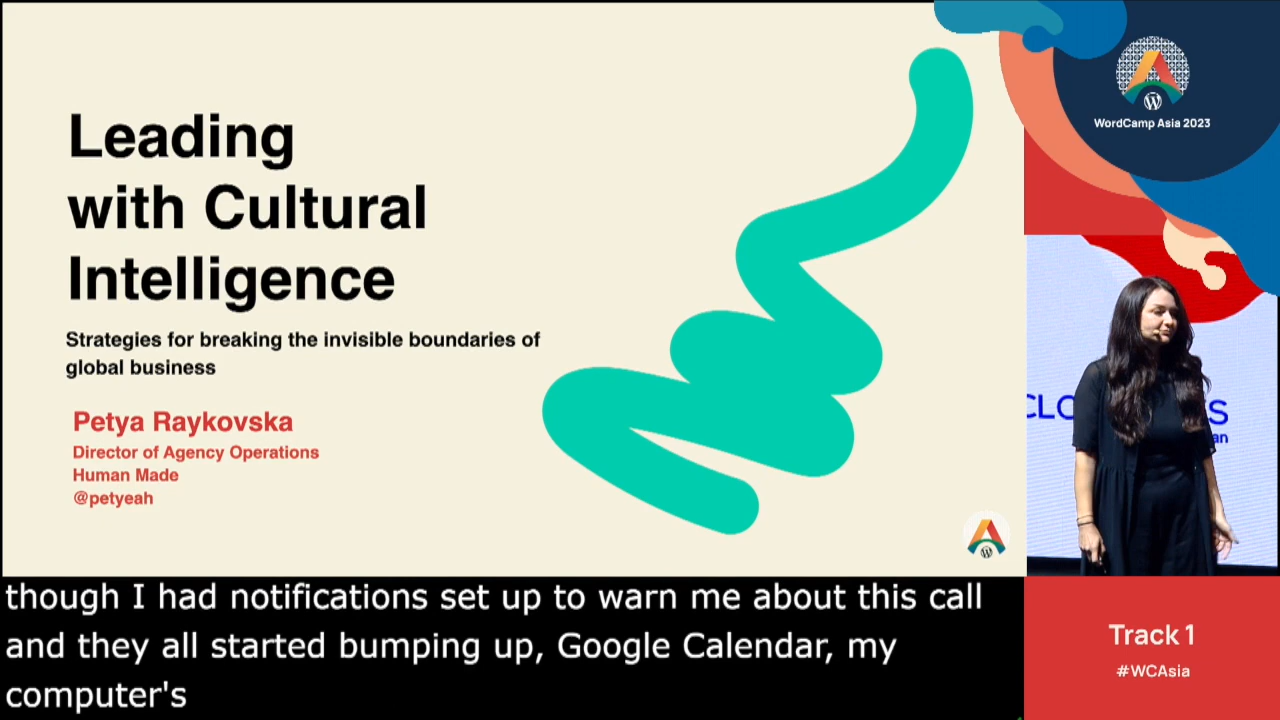 Leading
with Cultural
Intelligence
Strategies for breaking the invisible boundaries of
global business
Petya Raykovska
Director of Agency Operations
Human Made
@petyeah
WordCamp Asia 2023
though I had notifications set up to warn me about this call
and they all started bumping up, Google Calendar, my
computer's
Track 1
#WCAsia